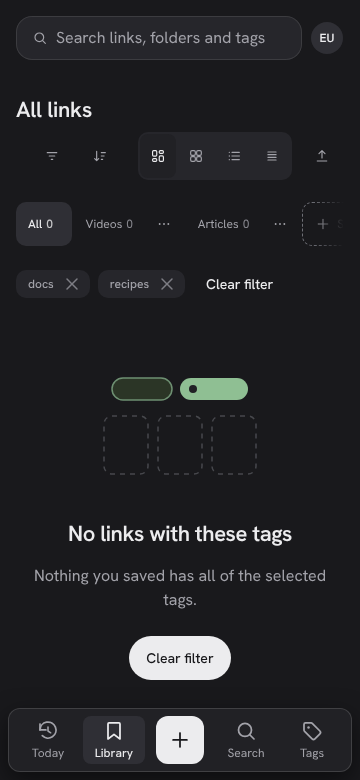 Search links, folders and tags
EU
All links
All 0
Videos 0
Articles 0
docs
recipes
Clear filter
No links with these tags
Nothing you saved has all of the selected
tags.
Clear filter
Today
Library
Search
Tags